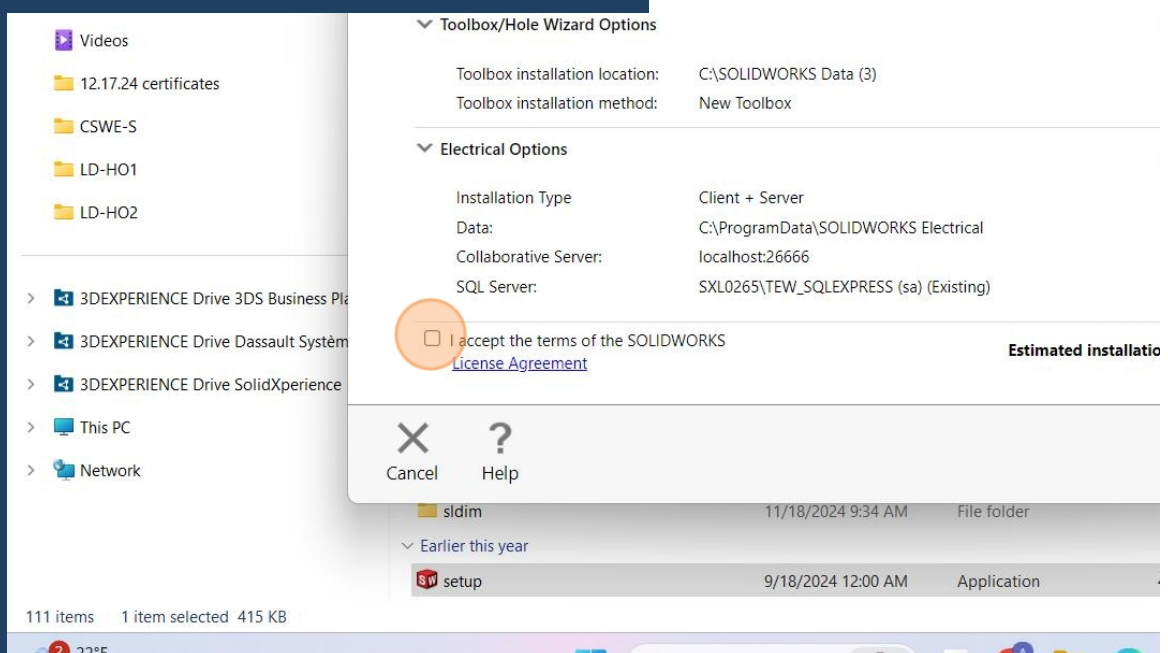 Videos
12.17.24 certificates
CSWE-S
LD-HO1
LD-HO2
3DEXPERIENCE Drive 3DS Business Pla
3DEXPERIENCE Drive Dassault Systèm
3DEXPERIENCE Drive SolidXperience
This PC
Network
Toolbox/Hole Wizard Options
Toolbox installation location: C:\SOLIDWORKS Data (3)
Toolbox installation method: New Toolbox
Electrical Options
Installation Type Client + Server
Data: C:\ProgramData\SOLIDWORKS Electrical
Collaborative Server: localhost:26666
SQL Server: SXL0265\TEW_SQLEXPRESS (sa) (Existing)
I accept the terms of the SOLIDWORKS
License Agreement
Estimated installatio
Cancel Help
sldim 11/18/2024 9:34 AM File folder
Earlier this year
SW setup 9/18/2024 12:00 AM Application
111 items 1 item selected 415 KB
2 22°F